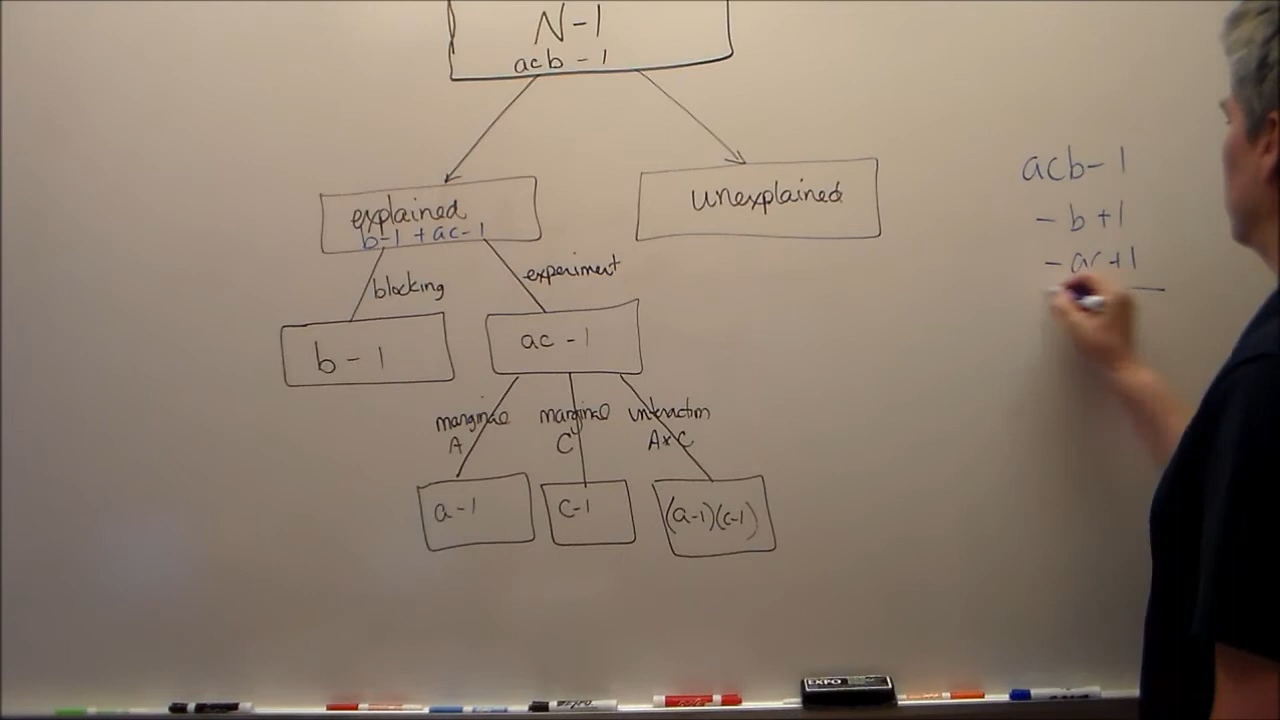 N-1
acb - 1
explained
b-1 + ac-1
unexplained
acb - 1
- b + 1
- ac + 1
blocking
experiment
b - 1
ac - 1
marginal
A
marginal
C
interaction
A*C
a - 1
c-1
(a-1)(c-1)
EXPO